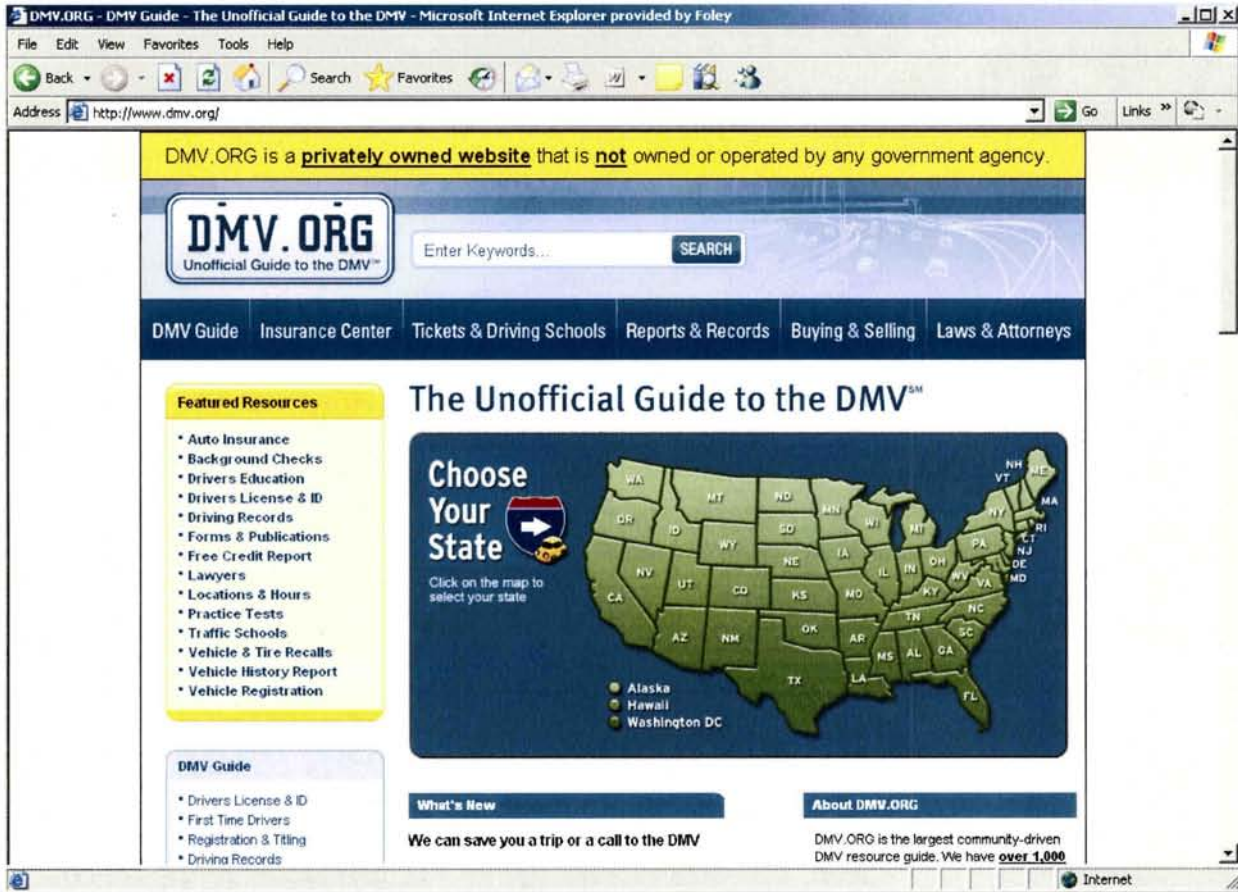 DMV.ORG - DMV Guide - The Unofficial Guide to the DMV - Microsoft Internet Explorer provided by Foley
File Edit View Favorites Tools Help
Back Search Favorites
Address http://www.dmv.org/ Go Links »
DMV.ORG is a privately owned website that is not owned or operated by any government agency.
DMV.ORG
Unofficial Guide to the DMV℠
Enter Keywords... SEARCH
DMV Guide Insurance Center Tickets & Driving Schools Reports & Records Buying & Selling Laws & Attorneys
Featured Resources
• Auto Insurance
• Background Checks
• Drivers Education
• Drivers License & ID
• Driving Records
• Forms & Publications
• Free Credit Report
• Lawyers
• Locations & Hours
• Practice Tests
• Traffic Schools
• Vehicle & Tire Recalls
• Vehicle History Report
• Vehicle Registration
DMV Guide
• Drivers License & ID
• First Time Drivers
• Registration & Titling
• Driving Records
The Unofficial Guide to the DMV℠
Choose
Your
State
Click on the map to
select your state
WA MT ND MN WI MI NH VT ME
OR ID WY SD IA NY MA RI
NV UT CO NE IL IN OH PA CT NJ
CA KS MO KY WV VA DE MD
AZ NM OK AR TN NC SC
TX LA MS AL GA FL
Alaska
Hawaii
Washington DC
What's New
We can save you a trip or a call to the DMV
About DMV.ORG
DMV.ORG is the largest community-driven
DMV resource guide. We have over 1,000
Internet